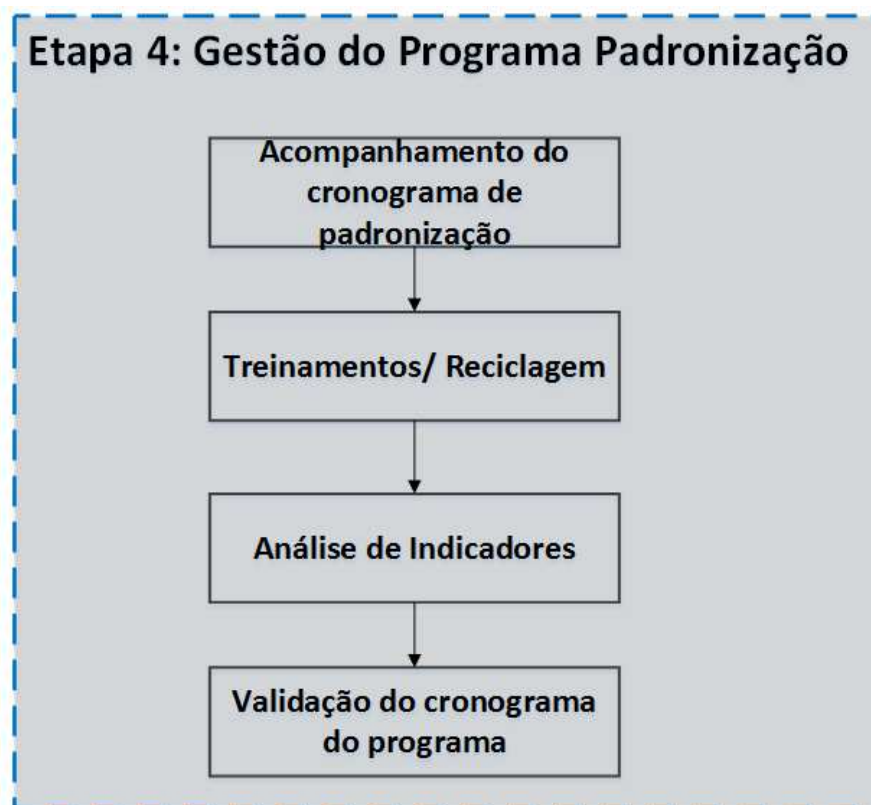 Etapa 4: Gestão do Programa Padronização
Acompanhamento do
cronograma de
padronização
Treinamentos/ Reciclagem
Análise de Indicadores
Validação do cronograma
do programa